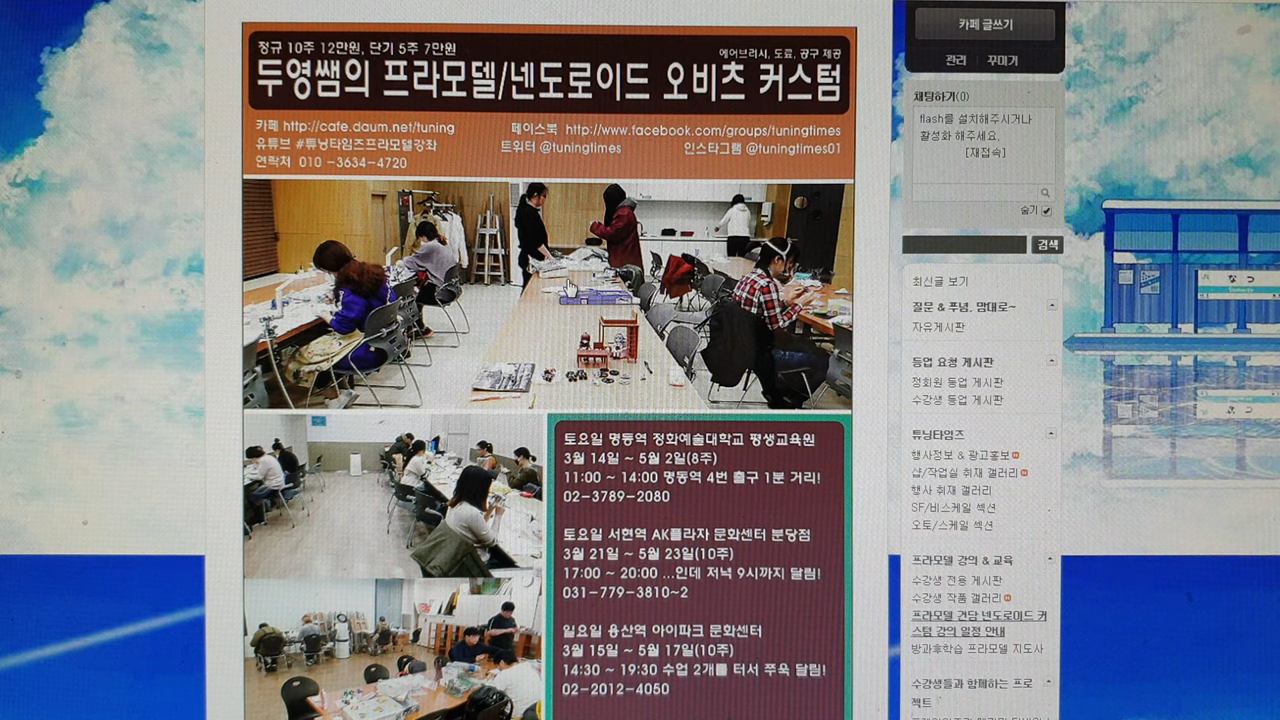 정규 10주 12만원, 단기 5주 7만원
에어브러시, 도료, 공구 제공
두영쌤의 프라모델/넨도로이드 오비츠 커스텀
카페 http://cafe.daum.net/tuning
페이스북 http://www.facebook.com/groups/tuningtimes
유튜브 #튜닝타임즈프라모델강좌
트위터 @tuningtimes
인스타그램 @tuningtimes01
연락처 010 -3634-4720
토요일 명동역 정화예술대학교 평생교육원
3월 14일 ~ 5월 2일(8주)
11:00 ~ 14:00 명동역 4번 출구 1분 거리!
02-3789-2080
토요일 서현역 AK플라자 문화센터 분당점
3월 21일 ~ 5월 23일(10주)
17:00 ~ 20:00 ...인데 저녁 9시까지 달림!
031-779-3810~2
일요일 용산역 아이파크 문화센터
3월 15일 ~ 5월 17일(10주)
14:30 ~ 19:30 수업 2개를 터서 쭈욱 달림!
02-2012-4050
카페 글쓰기
관리 꾸미기
채팅하기(0)
flash를 설치해주시거나
활성화 해주세요.
[재접속]
숨기
검색
최신글 보기
질문 & 푸념, 맘대로~
자유게시판
등업 요청 게시판
정회원 등업 게시판
수강생 등업 게시판
튜닝타임즈
행사정보 & 광고홍보
샵/작업실 취재 갤러리
행사 취재 갤러리
SF/비스케일 섹션
오토/스케일 섹션
프라모델 강의 & 교육
수강생 전용 게시판
수강생 작품 갤러리
프라모델 건담 넨도로이드 커
스텀 강의 일정 안내
방과후학습 프라모델 지도사
수강생들과 함께하는 프로
젝트
なつ